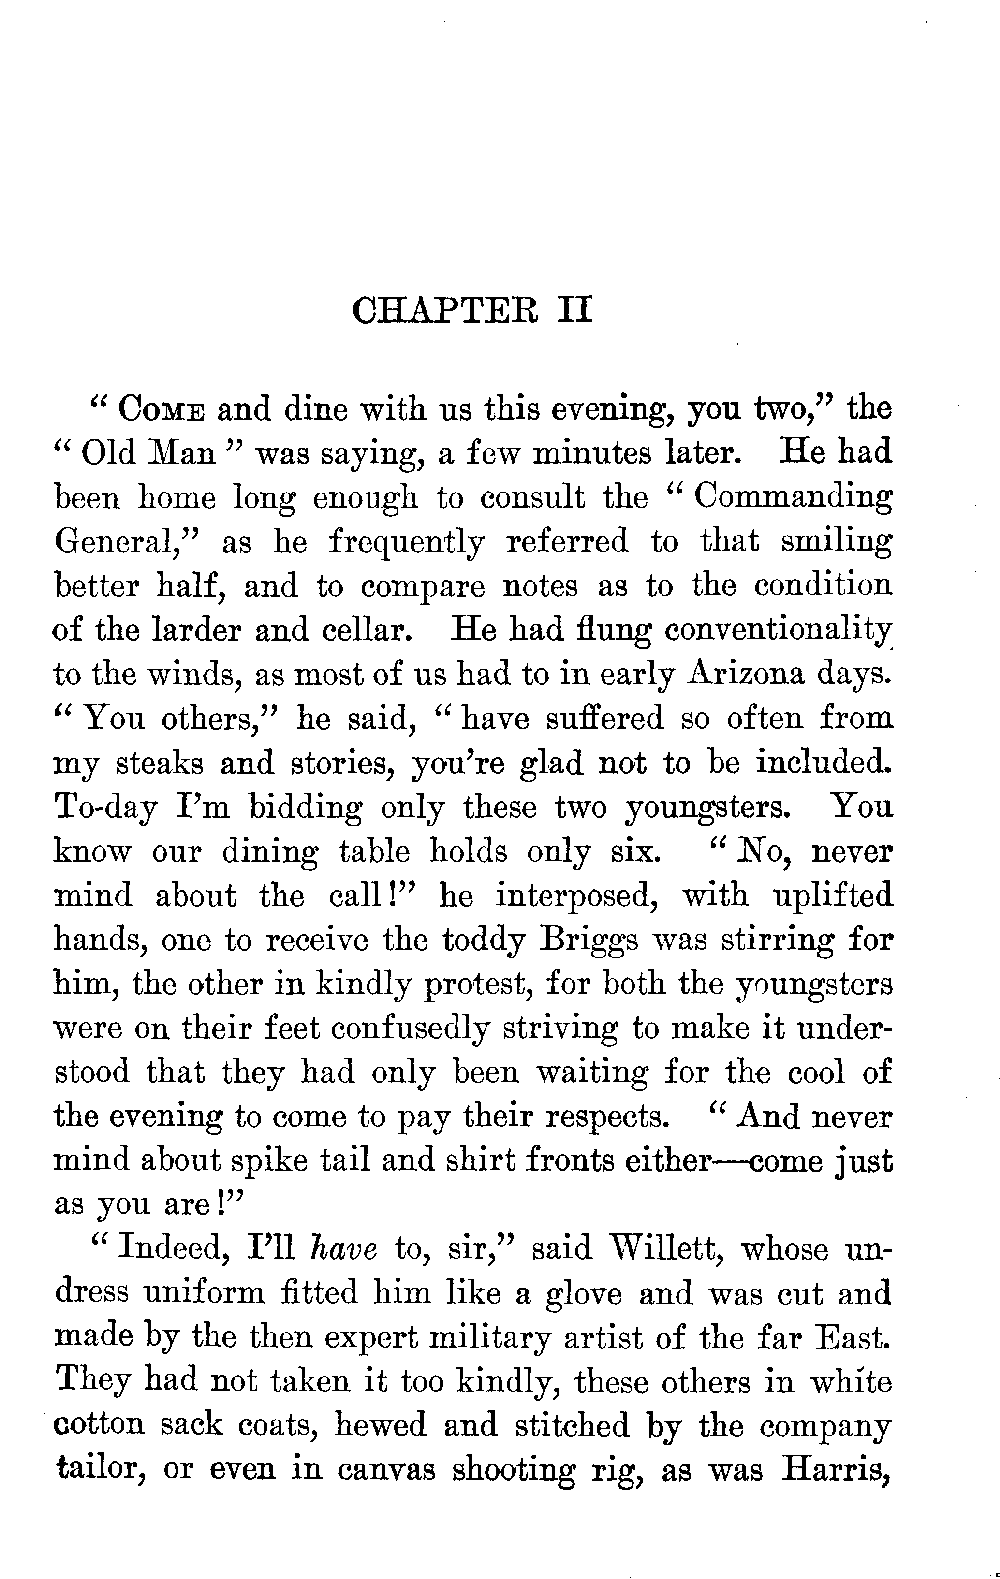 CHAPTER II
“ COME and dine with us this evening, you two,” the
“ Old Man ” was saying, a few minutes later. He had
been home long enough to consult the “ Commanding
General,” as he frequently referred to that smiling
better half, and to compare notes as to the condition
of the larder and cellar. He had flung conventionality
to the winds, as most of us had to in early Arizona days.
“ You others,” he said, “ have suffered so often from
my steaks and stories, you’re glad not to be included.
To-day I’m bidding only these two youngsters. You
know our dining table holds only six. “ No, never
mind about the call!” he interposed, with uplifted
hands, one to receive the toddy Briggs was stirring for
him, the other in kindly protest, for both the youngsters
were on their feet confusedly striving to make it under-
stood that they had only been waiting for the cool of
the evening to come to pay their respects. “ And never
mind about spike tail and shirt fronts either—come just
as you are!”
“ Indeed, I’ll have to, sir,” said Willett, whose un-
dress uniform fitted him like a glove and was cut and
made by the then expert military artist of the far East.
They had not taken it too kindly, these others in white
cotton sack coats, hewed and stitched by the company
tailor, or even in canvas shooting rig, as was Harris,